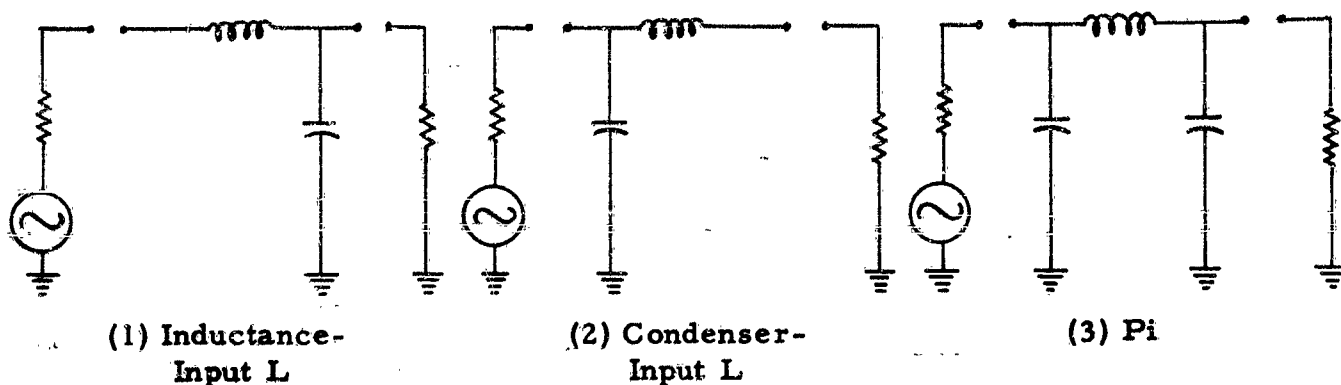 (1) Inductance-
Input L
(2) Condenser-
Input L
(3) Pi